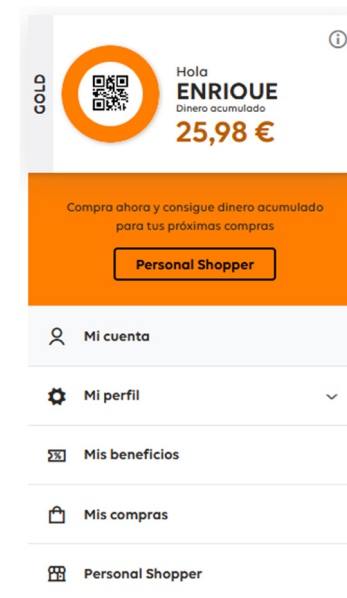 GOLD
Hola
ENRIOUE
Dinero acumulado
25,98 €
Compra ahora y consigue dinero acumulado
para tus próximas compras
Personal Shopper
Mi cuenta
Mi perfil
Mis beneficios
Mis compras
Personal Shopper